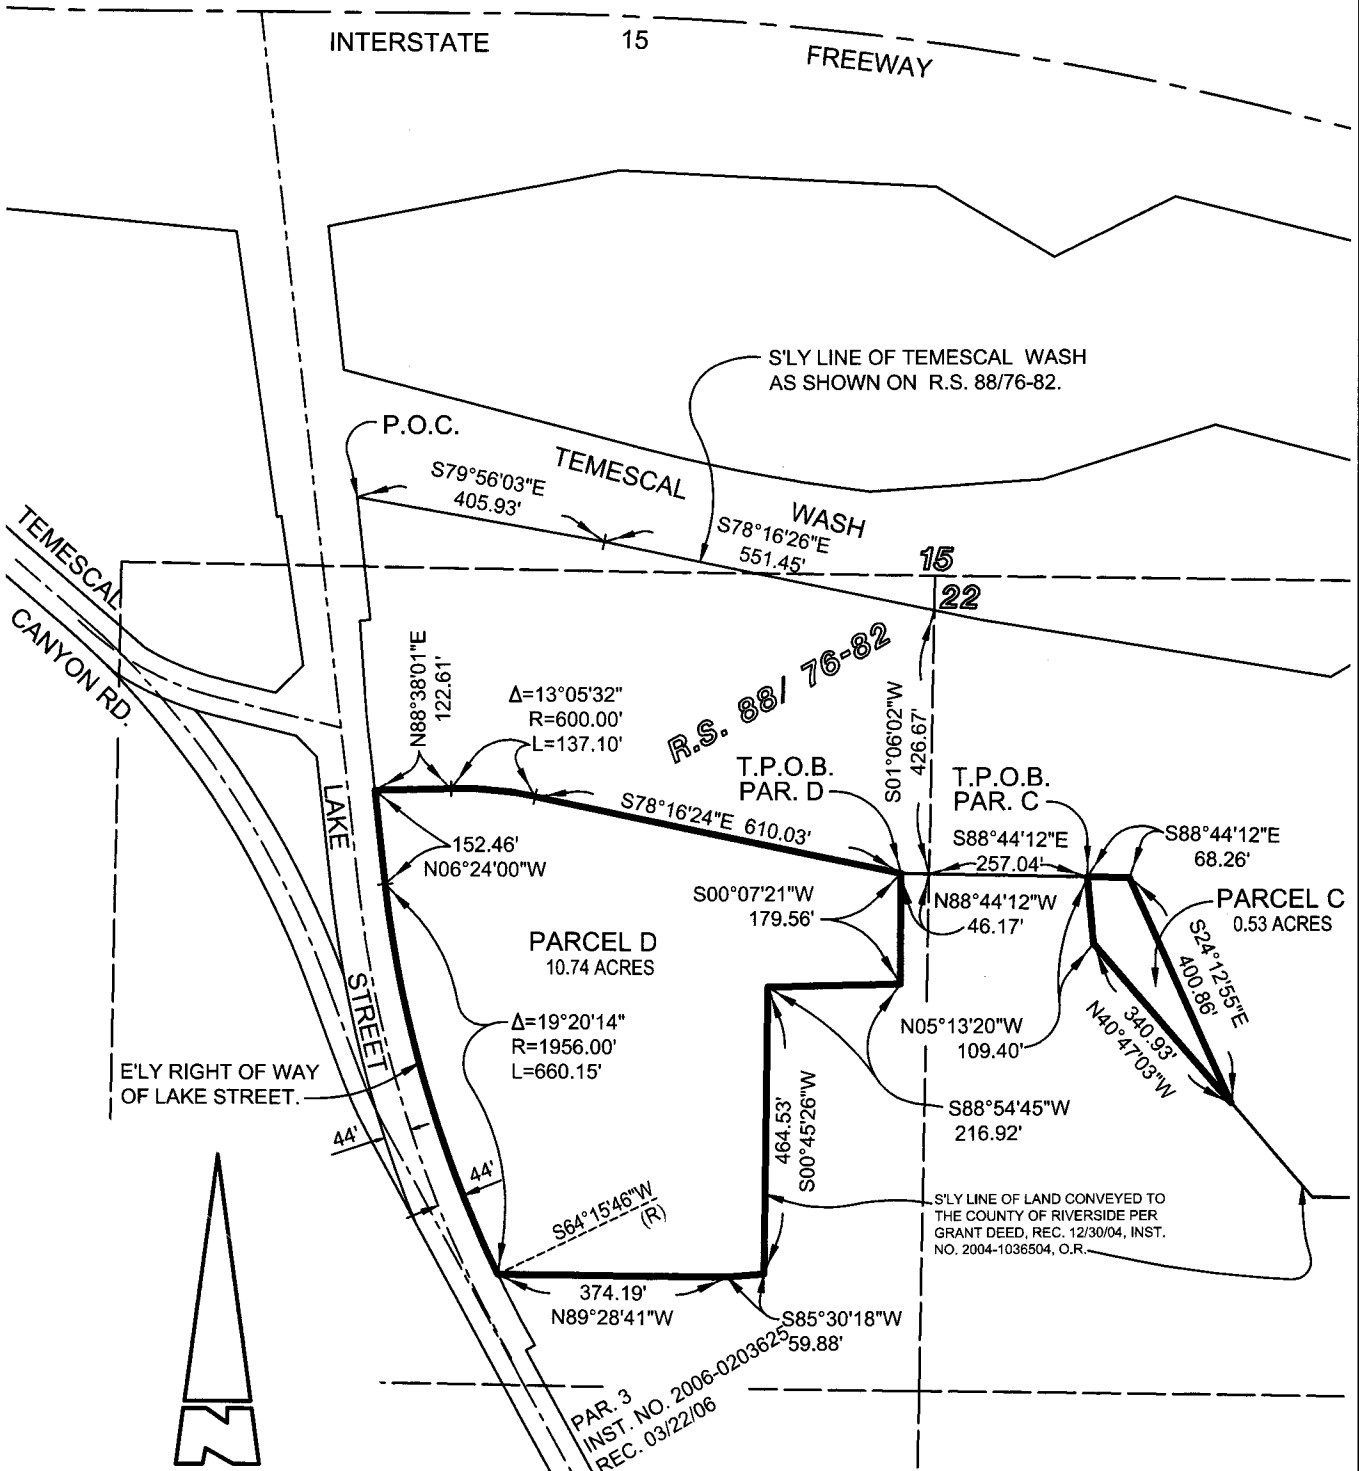 INTERSTATE 15 FREEWAY
S'LY LINE OF TEMESCAL WASH
AS SHOWN ON R.S. 88/76-82.
P.O.C.
S79°56'03"E
405.93'
TEMESCAL WASH
S78°16'26"E
551.45'
15
22
TEMESCAL
CANYON RD.
N88°38'01"E
122.61'
Δ=13°05'32"
R=600.00'
L=137.10'
R.S. 88/ 76-82
S01°06'02"W
426.67'
T.P.O.B.
PAR. D
T.P.O.B.
PAR. C
S78°16'24"E 610.03'
S88°44'12"E
257.04'
S88°44'12"E
68.26'
LAKE STREET
152.46'
N06°24'00"W
S00°07'21"W
179.56'
N88°44'12"W
46.17'
PARCEL C
0.53 ACRES
PARCEL D
10.74 ACRES
S24°12'55"E
400.86'
N05°13'20"W
109.40'
340.93'
N40°47'03"W
Δ=19°20'14"
R=1956.00'
L=660.15'
E'LY RIGHT OF WAY
OF LAKE STREET.
464.53'
S00°45'26"W
S88°54'45"W
216.92'
44'
44'
S64°15'46"W
(R)
S'LY LINE OF LAND CONVEYED TO
THE COUNTY OF RIVERSIDE PER
GRANT DEED, REC. 12/30/04, INST.
NO. 2004-1036504, O.R.
374.19'
N89°28'41"W
S85°30'18"W
59.88'
PAR. 3
INST. NO. 2006-0203625
REC. 03/22/06
N